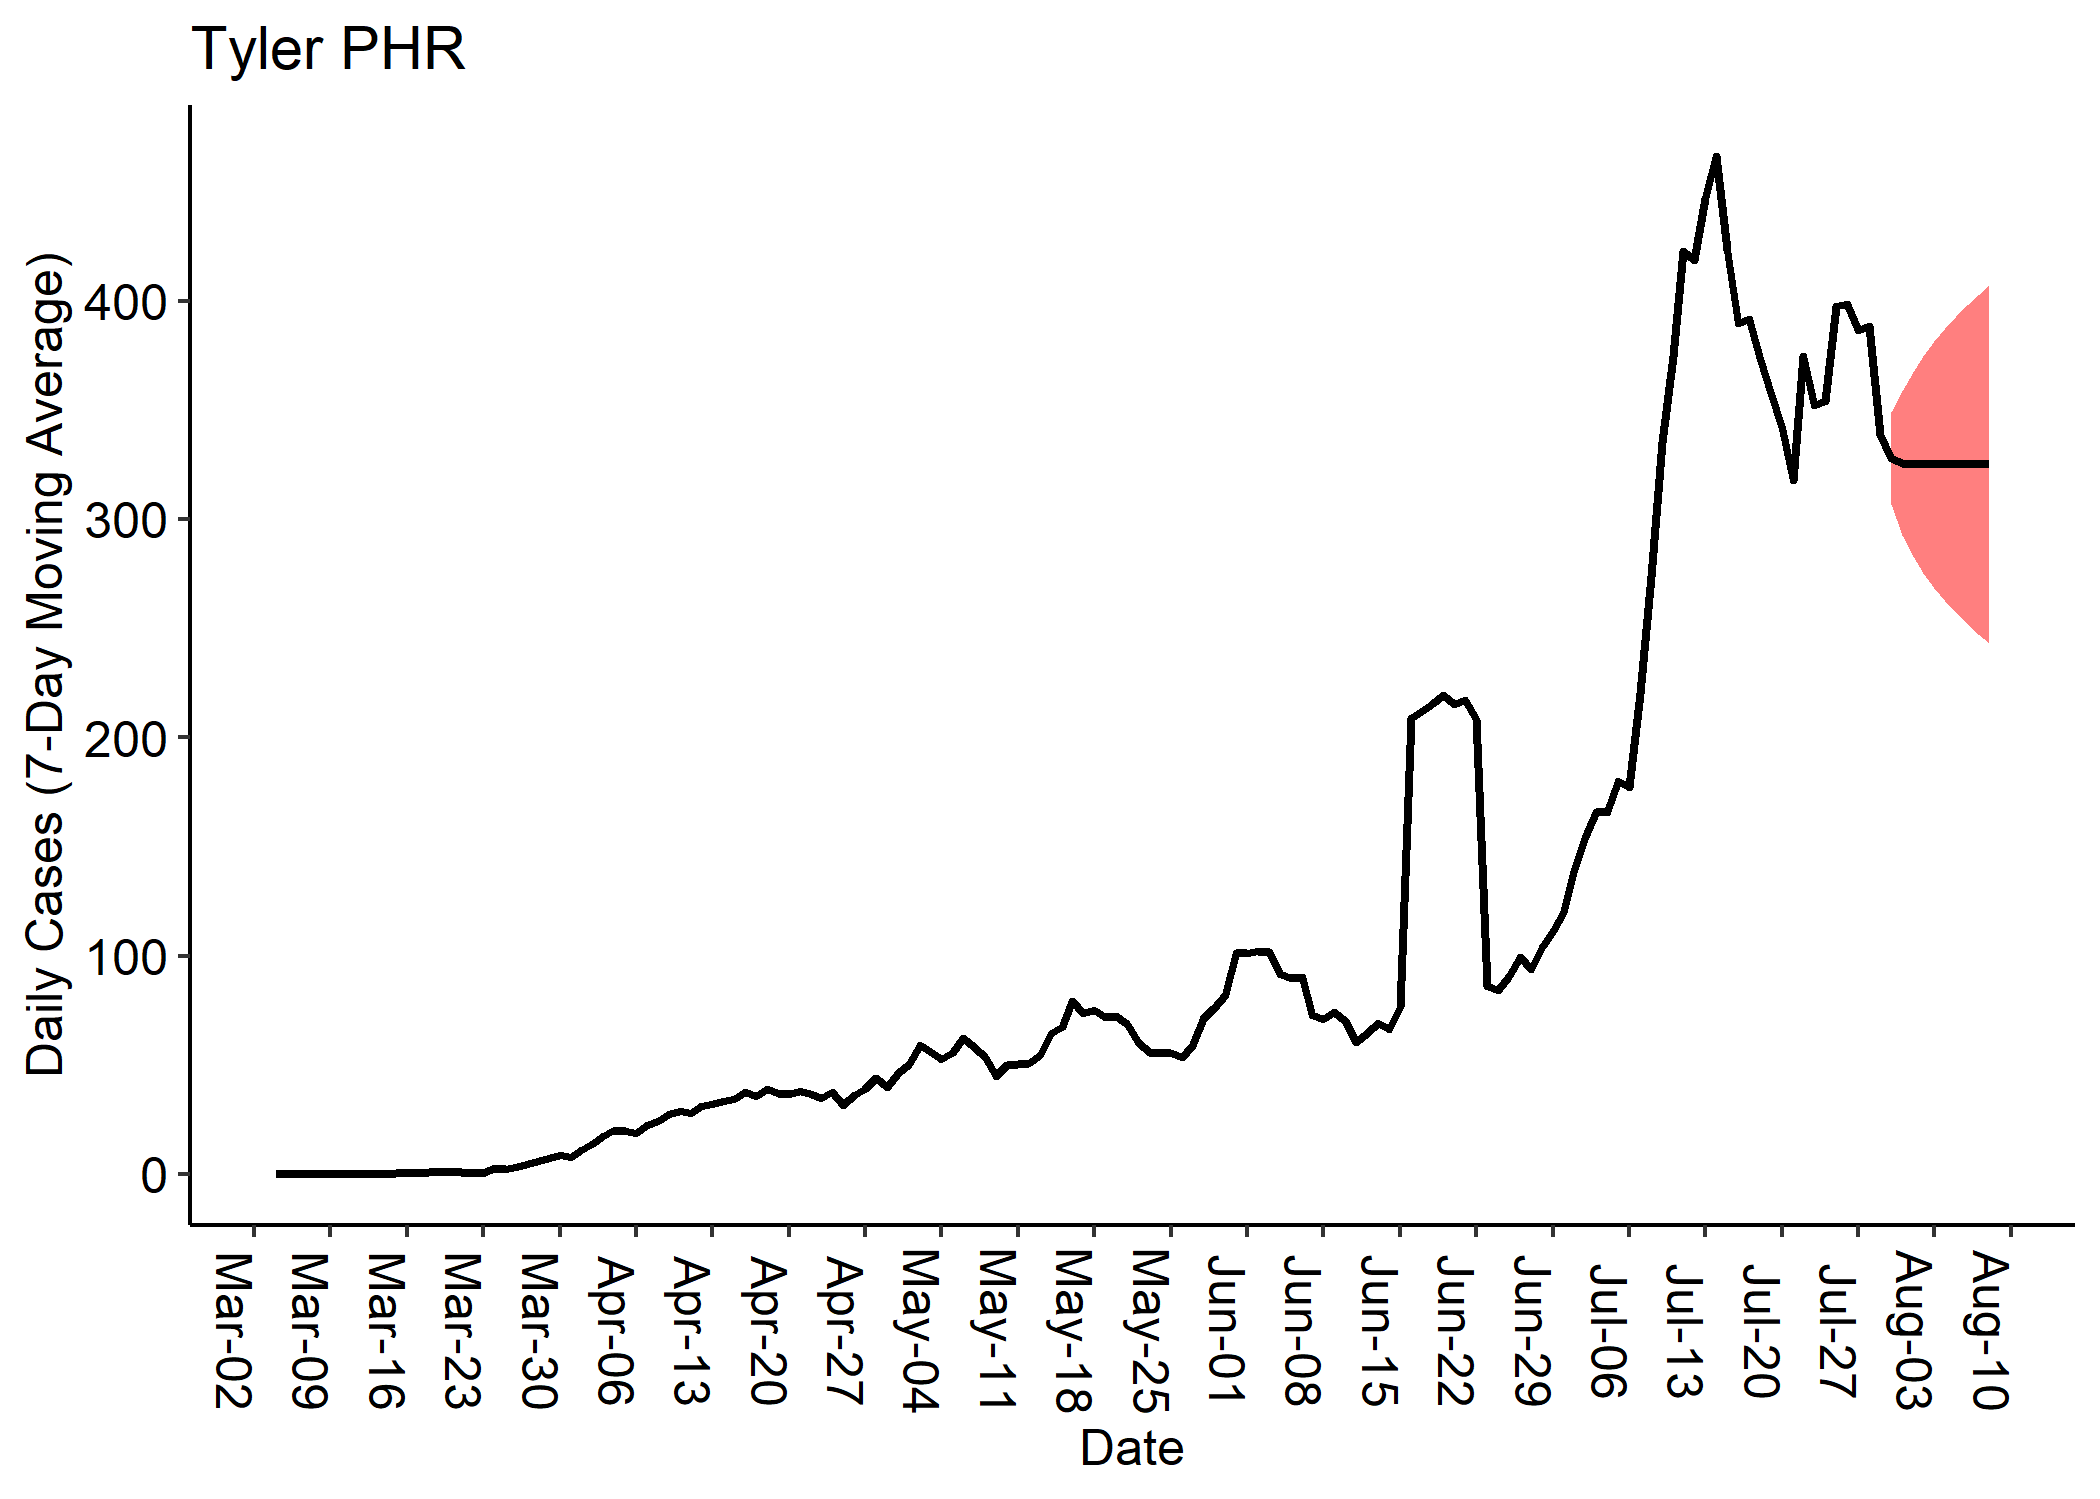 Tyler PHR
Daily Cases (7-Day Moving Average)
400
300
200
100
0
Mar-02
Mar-09
Mar-16
Mar-23
Mar-30
Apr-06
Apr-13
Apr-20
Apr-27
May-04
May-11
May-18
May-25
Jun-01
Jun-08
Jun-15
Jun-22
Jun-29
Jul-06
Jul-13
Jul-20
Jul-27
Aug-03
Aug-10
Date